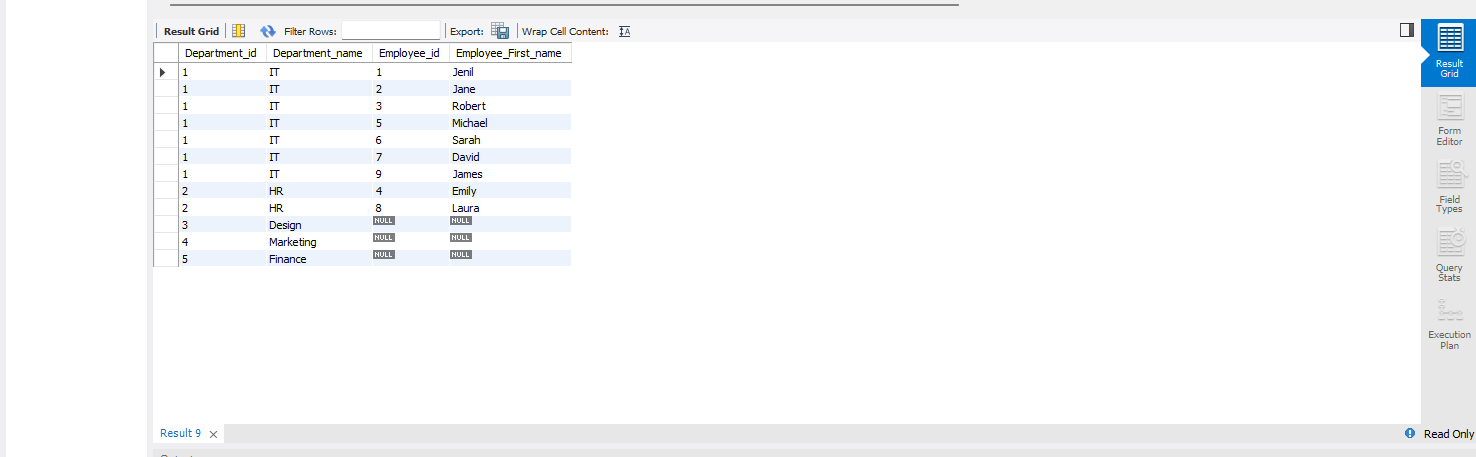 Result Grid Filter Rows: Export: Wrap Cell Content:
Department_id Department_name Employee_id Employee_First_name
1 IT 1 Jenil
1 IT 2 Jane
1 IT 3 Robert
1 IT 5 Michael
1 IT 6 Sarah
1 IT 7 David
1 IT 9 James
2 HR 4 Emily
2 HR 8 Laura
3 Design NULL NULL
4 Marketing NULL NULL
5 Finance NULL NULL
Result
Grid
Form
Editor
Field
Types
Query
Stats
Execution
Plan
Result 9
Read Only